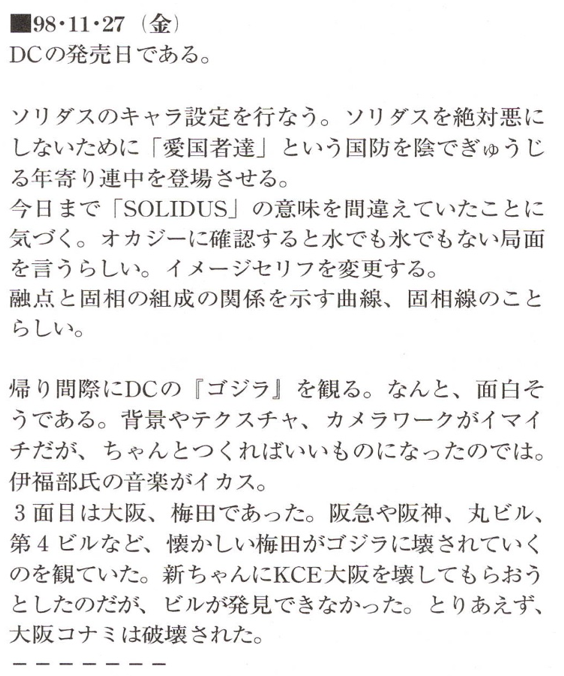 ■98・11・27（金）
DCの発売日である。
ソリダスのキャラ設定を行なう。ソリダスを絶対悪に
しないために「愛国者達」という国防を陰でぎゅうじ
る年寄り連中を登場させる。
今日まで「SOLIDUS」の意味を間違えていたことに
気づく。オカジーに確認すると水でも氷でもない局面
を言うらしい。イメージセリフを変更する。
融点と固相の組成の関係を示す曲線、固相線のこと
らしい。
帰り間際にDCの『ゴジラ』を観る。なんと、面白そ
うである。背景やテクスチャ、カメラワークがイマイ
チだが、ちゃんとつくればいいものになったのでは。
伊福部氏の音楽がイカス。
３面目は大阪、梅田であった。阪急や阪神、丸ビル、
第４ビルなど、懐かしい梅田がゴジラに壊されていく
のを観ていた。新ちゃんにKCE大阪を壊してもらおう
としたのだが、ビルが発見できなかった。とりあえず、
大阪コナミは破壊された。
－－－－－－－